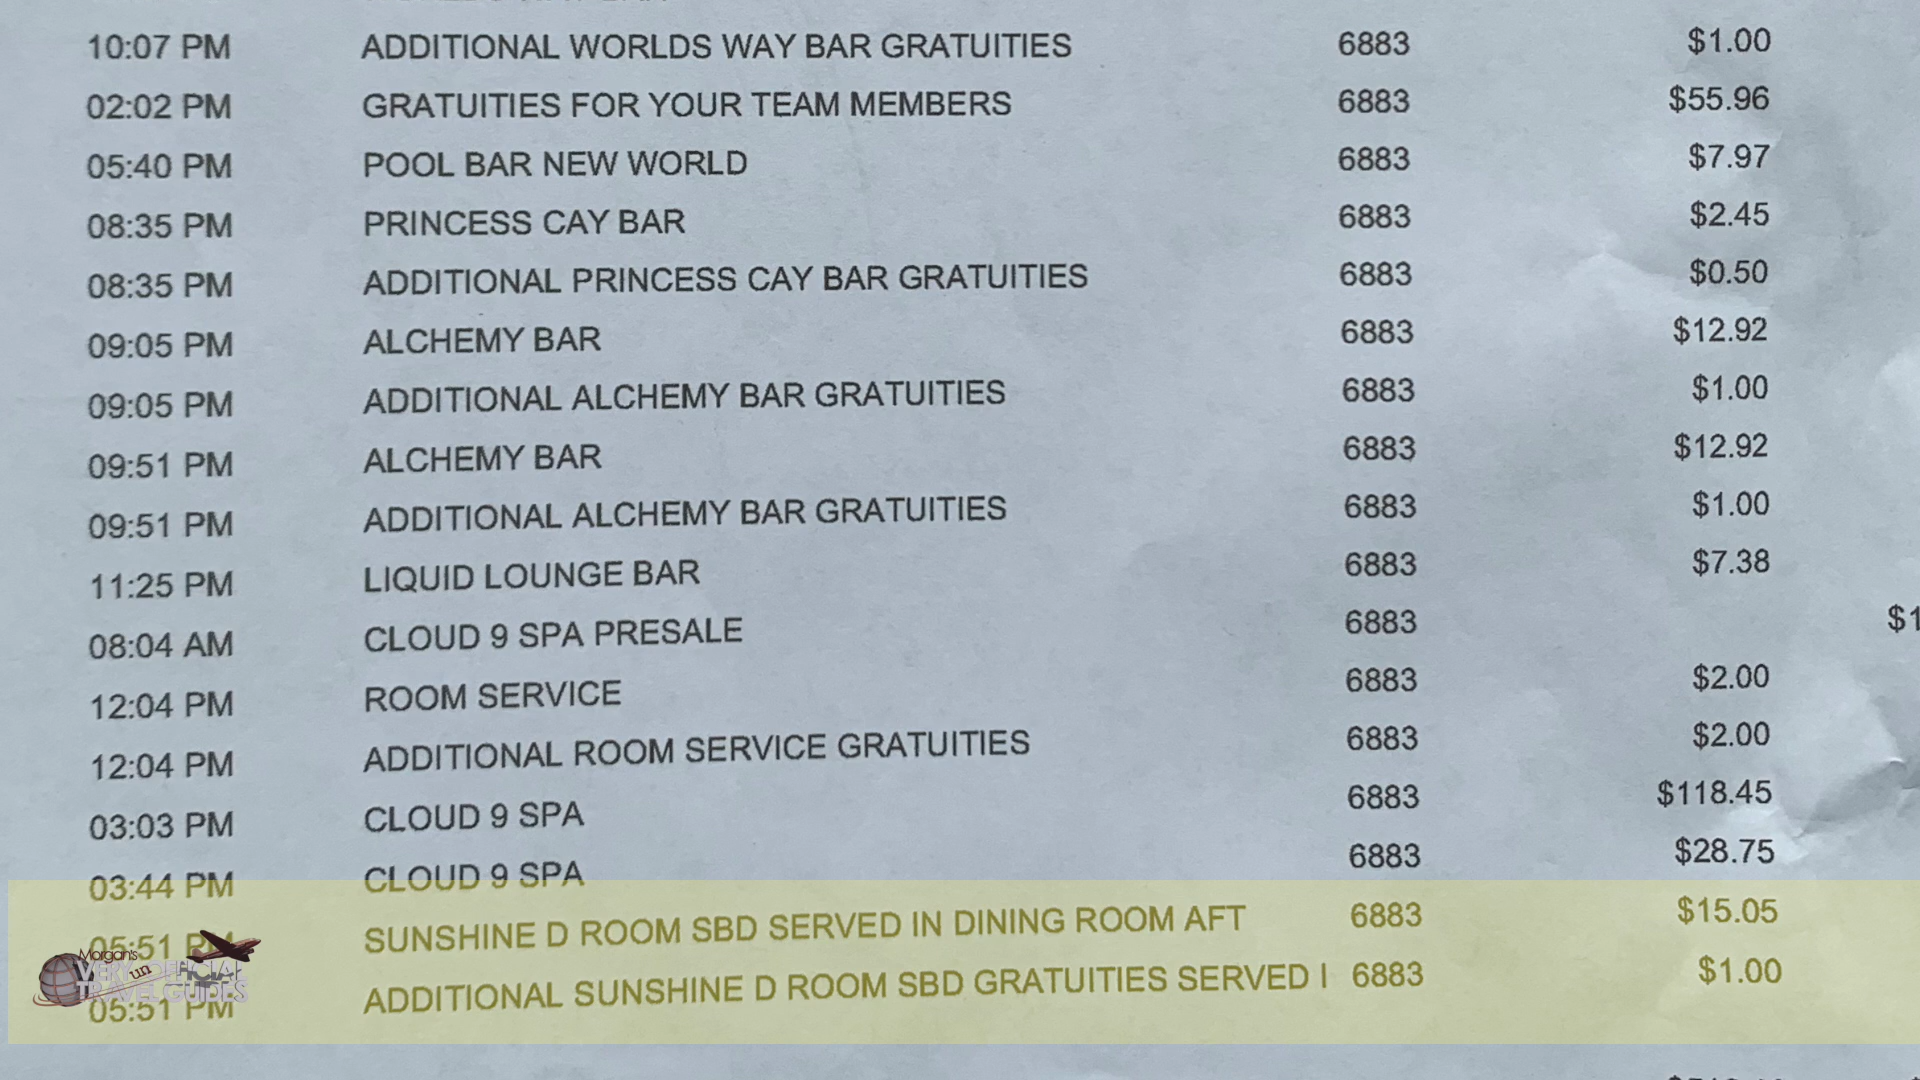 10:07 PM ADDITIONAL WORLDS WAY BAR GRATUITIES 6883 $1.00
02:02 PM GRATUITIES FOR YOUR TEAM MEMBERS 6883 $55.96
05:40 PM POOL BAR NEW WORLD 6883 $7.97
08:35 PM PRINCESS CAY BAR 6883 $2.45
08:35 PM ADDITIONAL PRINCESS CAY BAR GRATUITIES 6883 $0.50
09:05 PM ALCHEMY BAR 6883 $12.92
09:05 PM ADDITIONAL ALCHEMY BAR GRATUITIES 6883 $1.00
09:51 PM ALCHEMY BAR 6883 $12.92
09:51 PM ADDITIONAL ALCHEMY BAR GRATUITIES 6883 $1.00
11:25 PM LIQUID LOUNGE BAR 6883 $7.38
08:04 AM CLOUD 9 SPA PRESALE 6883 $1
12:04 PM ROOM SERVICE 6883 $2.00
12:04 PM ADDITIONAL ROOM SERVICE GRATUITIES 6883 $2.00
03:03 PM CLOUD 9 SPA 6883 $118.45
03:44 PM CLOUD 9 SPA 6883 $28.75
05:51 PM SUNSHINE D ROOM SBD SERVED IN DINING ROOM AFT 6883 $15.05
05:51 PM ADDITIONAL SUNSHINE D ROOM SBD GRATUITIES SERVED I 6883 $1.00
Morgan's
VERY un OFFICIAL
TRAVEL GUIDES